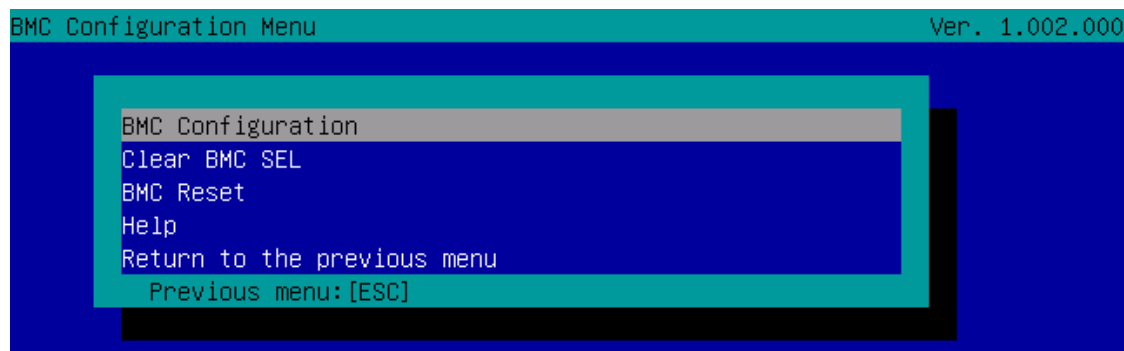 BMC Configuration Menu Ver. 1.002.000
BMC Configuration
Clear BMC SEL
BMC Reset
Help
Return to the previous menu
Previous menu:[ESC]